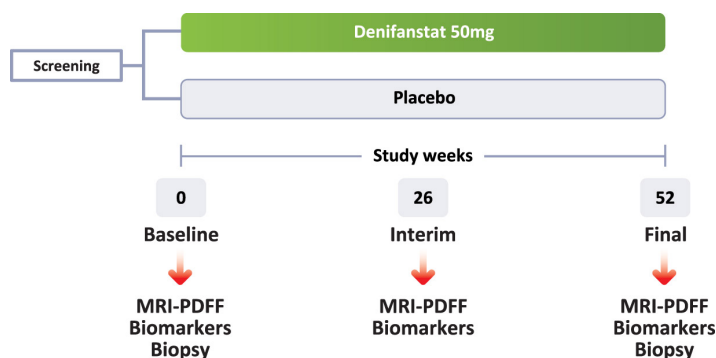 Denifanstat 50mg
Screening
Placebo
Study weeks
0 26 52
Baseline Interim Final
MRI-PDFF MRI-PDFF MRI-PDFF
Biomarkers Biomarkers Biomarkers
Biopsy Biopsy